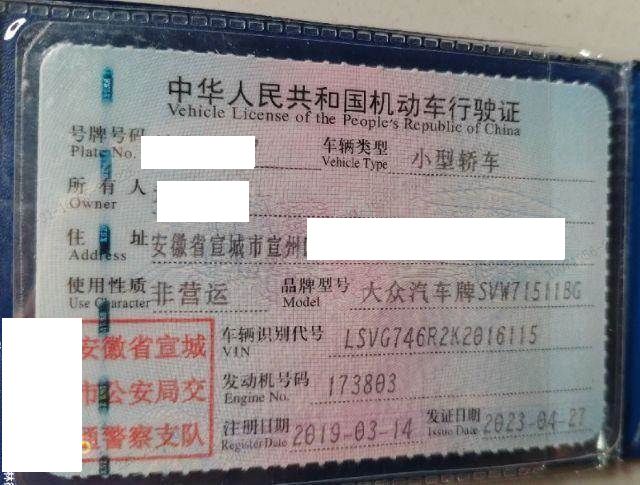 中华人民共和国机动车行驶证
Vehicle License of the People's Republic of China
号牌号码
Plate No.
车辆类型 小型轿车
Vehicle Type
所有人
Owner
住址 安徽省宣城市宣州
Address
使用性质 非营运
Use Character
品牌型号 大众汽车牌SVW71511BG
Model
安徽省宣城
市公安局交
通警察支队
车辆识别代号 LSVG746R2K2016115
VIN
发动机号码 173803
Engine No.
注册日期 2019-03-14
Register Date
发证日期 2023-04-27
Issue Date